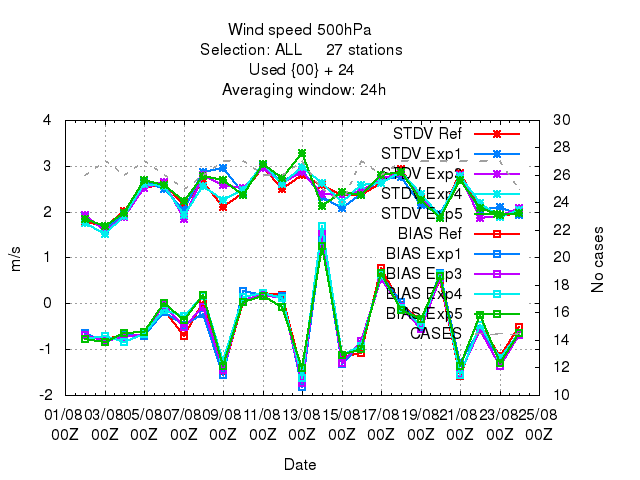 Wind speed 500hPa
Selection: ALL 27 stations
Used {00} + 24
Averaging window: 24h
4 30
STDV Ref
28
STDV Exp1
3 STDV Exp3 26
STDV Exp4
24
2 STDV Exp5
22
BIAS Ref
1 BIAS Exp1 20
BIAS Exp3
18
BIAS Exp4
0 BIAS Exp5 16
CASES
-1 14
12
-2 10
m/s
No cases
01/08 03/08 05/08 07/08 09/08 11/08 13/08 15/08 17/08 19/08 21/08 23/08 25/08
00Z 00Z 00Z 00Z 00Z 00Z 00Z 00Z 00Z 00Z 00Z 00Z 00Z
Date